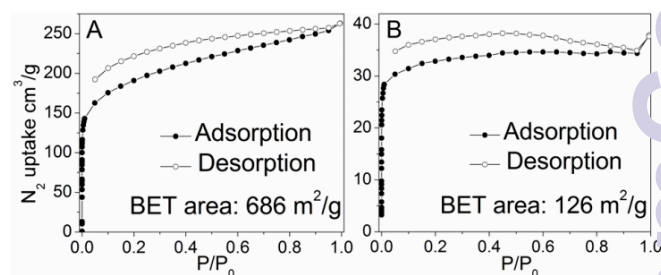 A
N2 uptake cm3/g
250
200
150
100
50
0
Adsorption
Desorption
BET area: 686 m2/g
0.0 0.2 0.4 0.6 0.8 1.0
P/P0
B
40
30
20
10
0
Adsorption
Desorption
BET area: 126 m2/g
0.0 0.2 0.4 0.6 0.8 1.0
P/P0